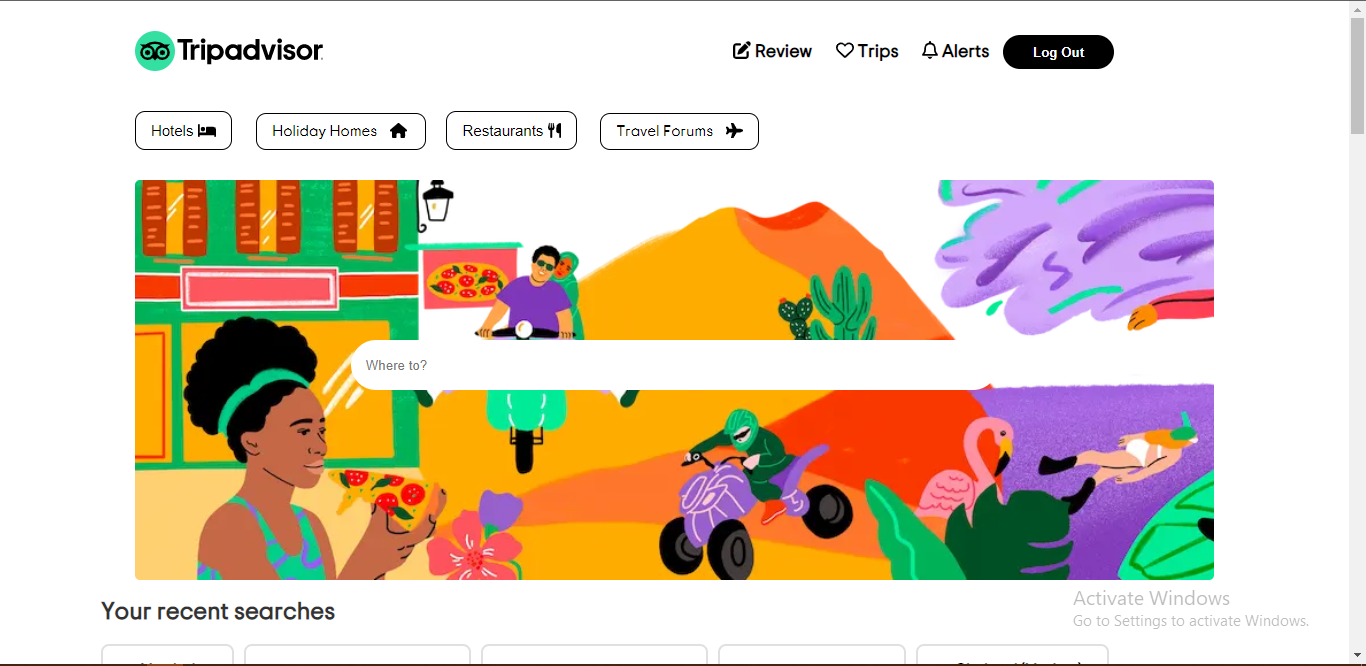 Tripadvisor
Review
Trips
Alerts
Log Out
Hotels
Holiday Homes
Restaurants
Travel Forums
Where to?
Your recent searches
Activate Windows
Go to Settings to activate Windows.